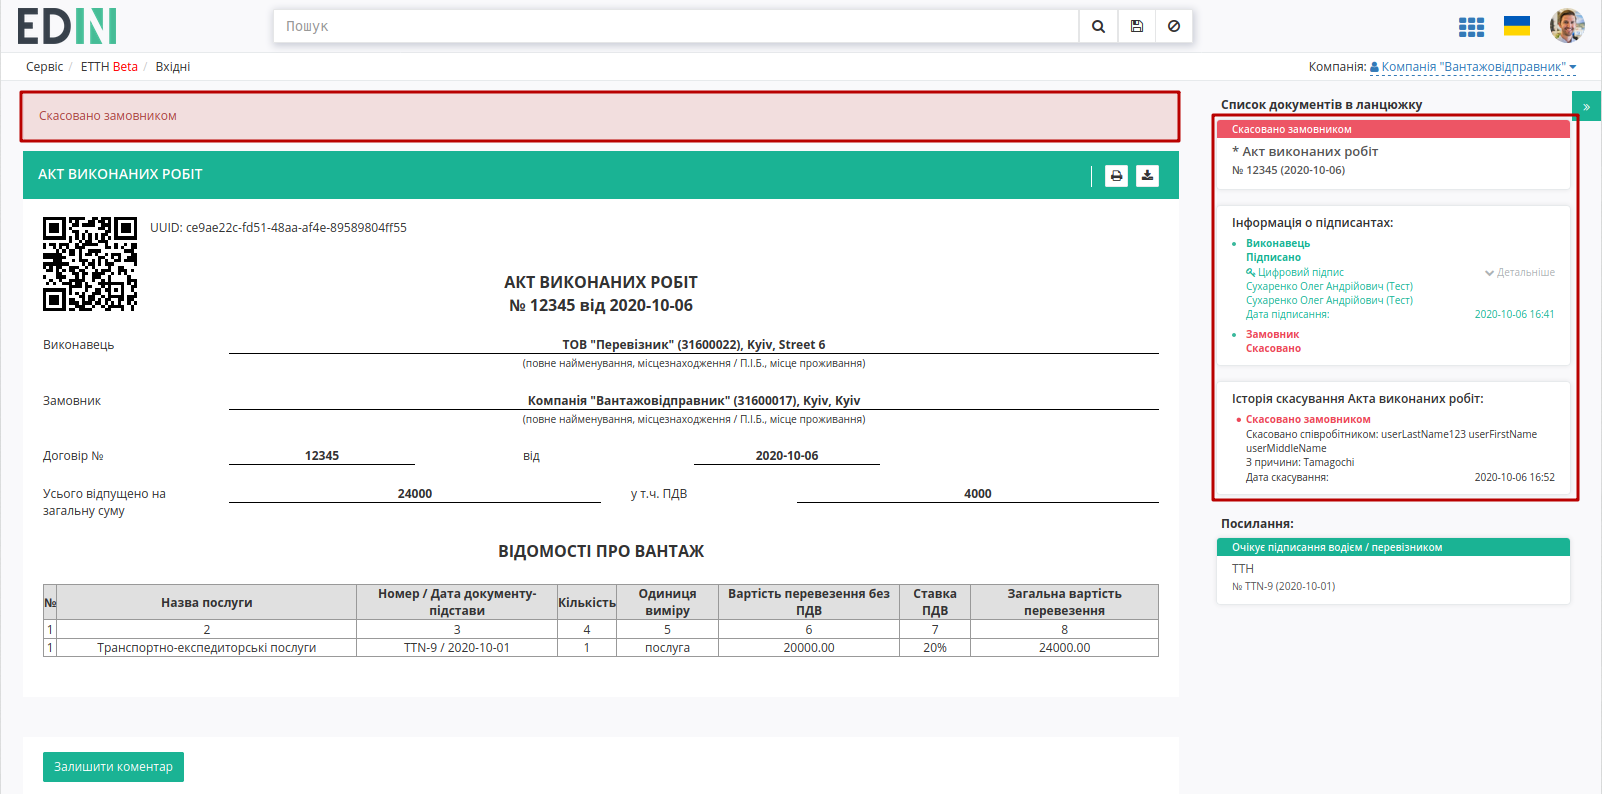 EDIN
Пошук
Сервіс / ЕТТН Beta / Вхідні
Компанія: Компанія "Вантажовідправник"
Скасовано замовником
АКТ ВИКОНАНИХ РОБІТ
UUID: ce9ae22c-fd51-48aa-af4e-89589804ff55
АКТ ВИКОНАНИХ РОБІТ
№ 12345 від 2020-10-06
Виконавець ТОВ "Перевізник" (31600022), Kyiv, Street 6
(повне найменування, місцезнаходження / П.І.Б., місце проживання)
Замовник Компанія "Вантажовідправник" (31600017), Kyiv, Kyiv
(повне найменування, місцезнаходження / П.І.Б., місце проживання)
Договір № 12345 від 2020-10-06
Усього відпущено на загальну суму 24000 у т.ч. ПДВ 4000
ВІДОМОСТІ ПРО ВАНТАЖ
№ Назва послуги Номер / Дата документу-підстави Кількість Одиниця виміру Вартість перевезення без ПДВ Ставка ПДВ Загальна вартість перевезення
1 2 3 4 5 6 7 8
1 Транспортно-експедиторські послуги TTN-9 / 2020-10-01 1 послуга 20000.00 20% 24000.00
Залишити коментар
Список документів в ланцюжку
»
Скасовано замовником
* Акт виконаних робіт
№ 12345 (2020-10-06)
Інформація о підписантах:
Виконавець
Підписано
Цифровий підпис Детальніше
Сухаренко Олег Андрійович (Тест)
Сухаренко Олег Андрійович (Тест)
Дата підписання: 2020-10-06 16:41
Замовник
Скасовано
Історія скасування Акта виконаних робіт:
Скасовано замовником
Скасовано співробітником: userLastName123 userFirstName
userMiddleName
З причини: Tamagochi
Дата скасування: 2020-10-06 16:52
Посилання:
Очікує підписання водієм / перевізником
ТТН
№ TTN-9 (2020-10-01)